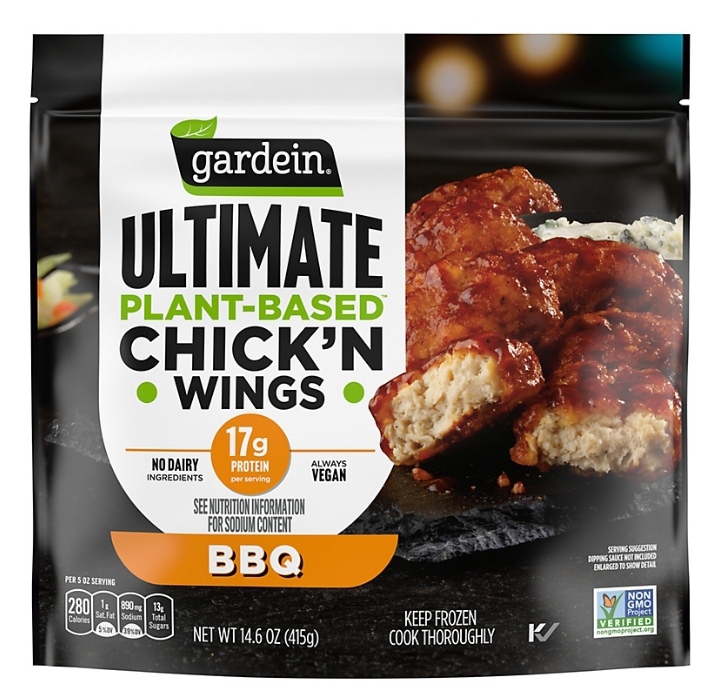 gardein®
ULTIMATE
PLANT-BASED™
CHICK'N
• WINGS •
17g
PROTEIN
per serving
NO DAIRY
INGREDIENTS
ALWAYS
VEGAN
SEE NUTRITION INFORMATION
FOR SODIUM CONTENT
BBQ
SERVING SUGGESTION
DIPPING SAUCE NOT INCLUDED
ENLARGED TO SHOW DETAIL
PER 5 OZ SERVING
280
Calories
1g
Sat. Fat
5%DV
890mg
Sodium
39%DV
13g
Total
Sugars
NET WT 14.6 OZ (415g)
KEEP FROZEN
COOK THOROUGHLY
K
NON
GMO
Project
VERIFIED
nongmoproject.org